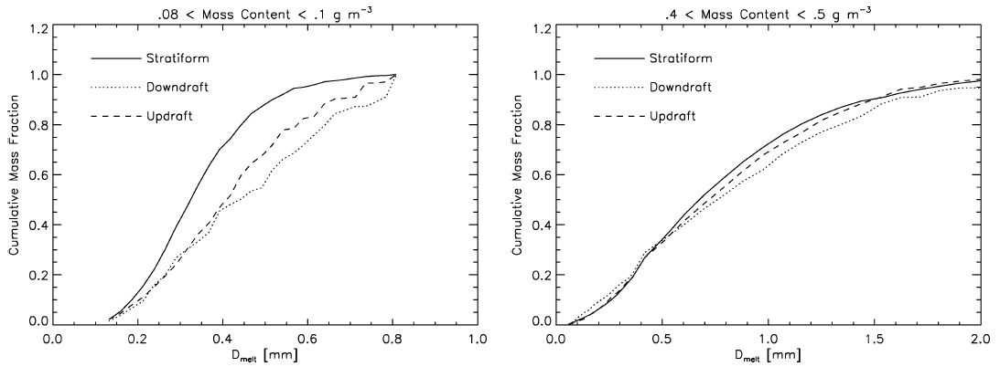 .08 < Mass Content < .1 g m⁻³
Cumulative Mass Fraction
1.2
1.0
0.8
0.6
0.4
0.2
0.0
Stratiform
Downdraft
Updraft
0.0 0.2 0.4 0.6 0.8 1.0
Dmelt [mm]
.4 < Mass Content < .5 g m⁻³
Cumulative Mass Fraction
1.2
1.0
0.8
0.6
0.4
0.2
0.0
Stratiform
Downdraft
Updraft
0.0 0.5 1.0 1.5 2.0
Dmelt [mm]